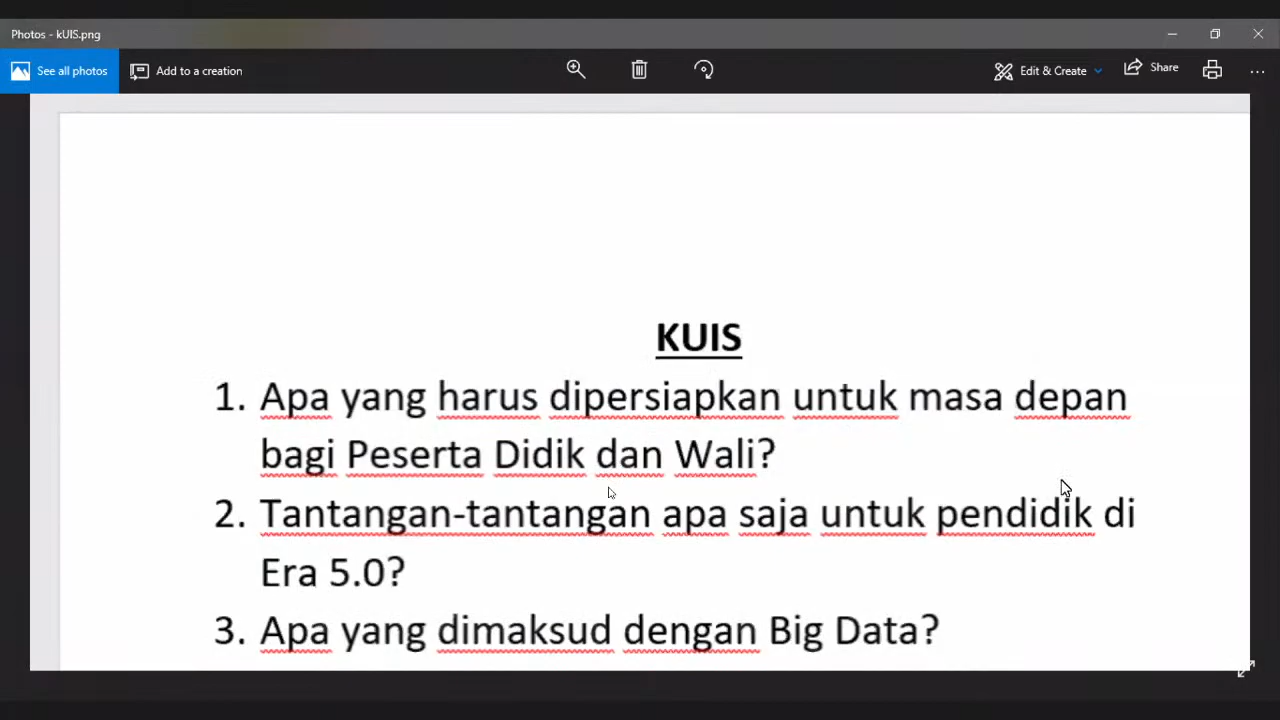 Photos - kUIS.png
See all photos
Add to a creation
Edit & Create
Share
KUIS
1. Apa yang harus dipersiapkan untuk masa depan
bagi Peserta Didik dan Wali?
2. Tantangan-tantangan apa saja untuk pendidik di
Era 5.0?
3. Apa yang dimaksud dengan Big Data?